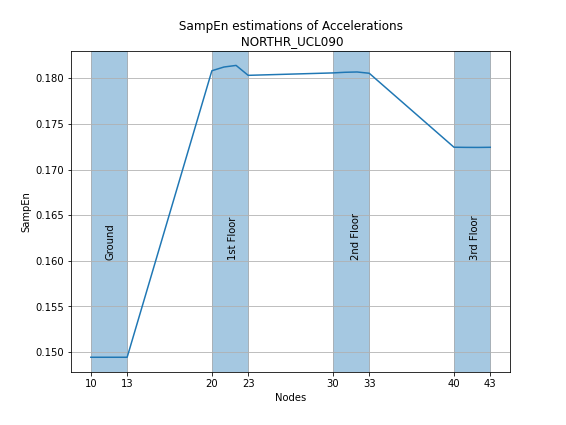 SampEn estimations of Accelerations
NORTHR_UCL090
0.180
0.175
0.170
0.165
0.160
0.155
0.150
SampEn
Ground
1st Floor
2nd Floor
3rd Floor
10 13 20 23 30 33 40 43
Nodes